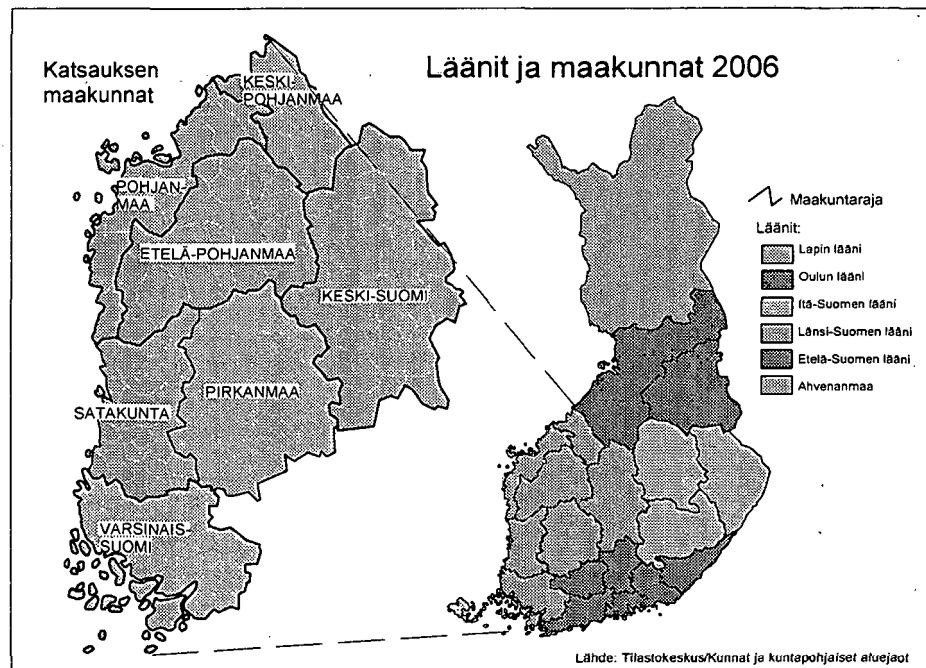 Läänit ja maakunnat 2006
Katsauksen
maakunnat
KESKI-
POHJANMAA
POHJAN-
MAA
ETELÄ-POHJANMAA
KESKI-SUOMI
PIRKANMAA
SATAKUNTA
VARSINAIS-
SUOMI
Maakuntaraja
Läänit:
Lapin lääni
Oulun lääni
Itä-Suomen lääni
Länsi-Suomen lääni
Etelä-Suomen lääni
Ahvenanmaa
Lähde: Tilastokeskus/Kunnat ja kuntapohjaiset aluejaot